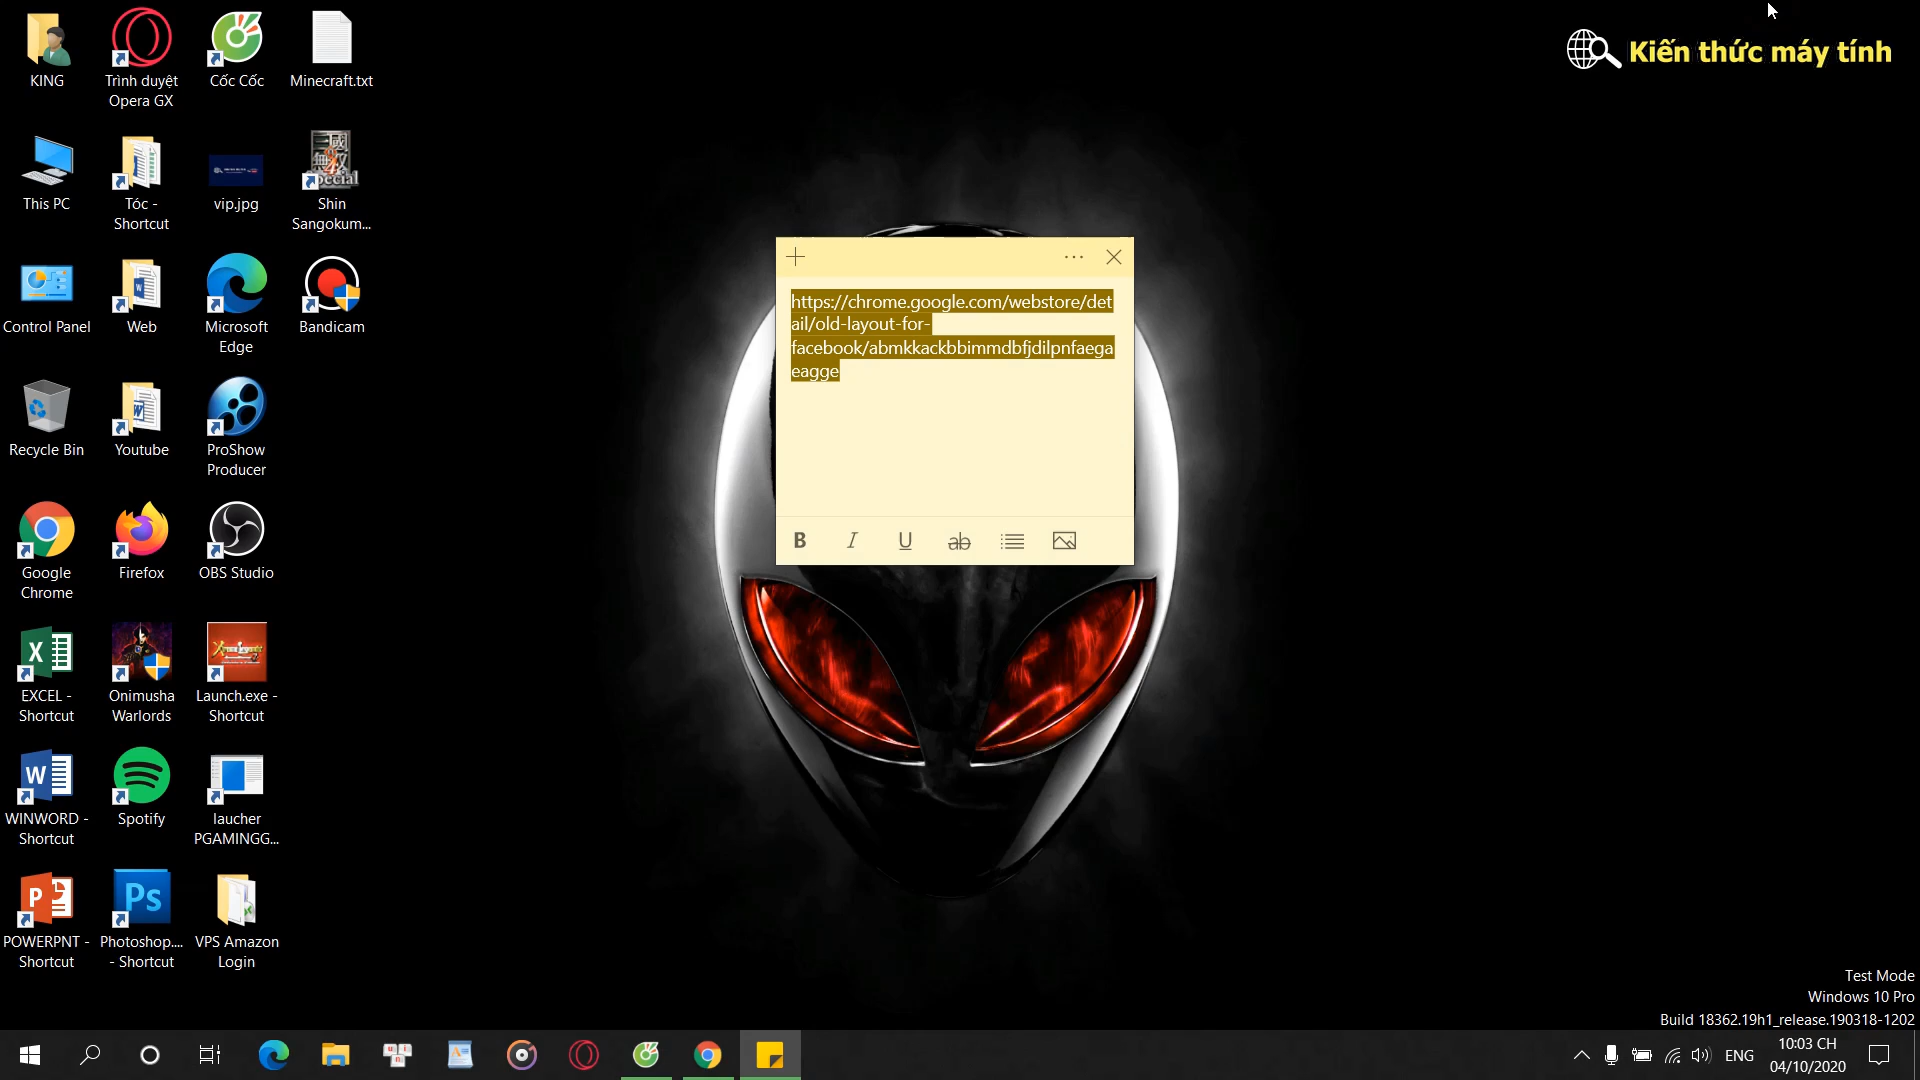 KING
Trình duyệt
Opera GX
Cốc Cốc
Minecraft.txt
Kiến thức máy tính
This PC
Tóc -
Shortcut
vip.jpg
Shin
Sangokum...
Control Panel
Web
Microsoft
Edge
Bandicam
https://chrome.google.com/webstore/det
ail/old-layout-for-
facebook/abmkkackbbimmdbfjdilpnfaega
eagge
B I U ab
Recycle Bin
Youtube
ProShow
Producer
Google
Chrome
Firefox
OBS Studio
EXCEL -
Shortcut
Onimusha
Warlords
Launch.exe -
Shortcut
WINWORD -
Shortcut
Spotify
laucher
PGAMINGG...
POWERPNT -
Shortcut
Photoshop....
- Shortcut
VPS Amazon
Login
Test Mode
Windows 10 Pro
Build 18362.19h1_release.190318-1202
ENG
10:03 CH
04/10/2020